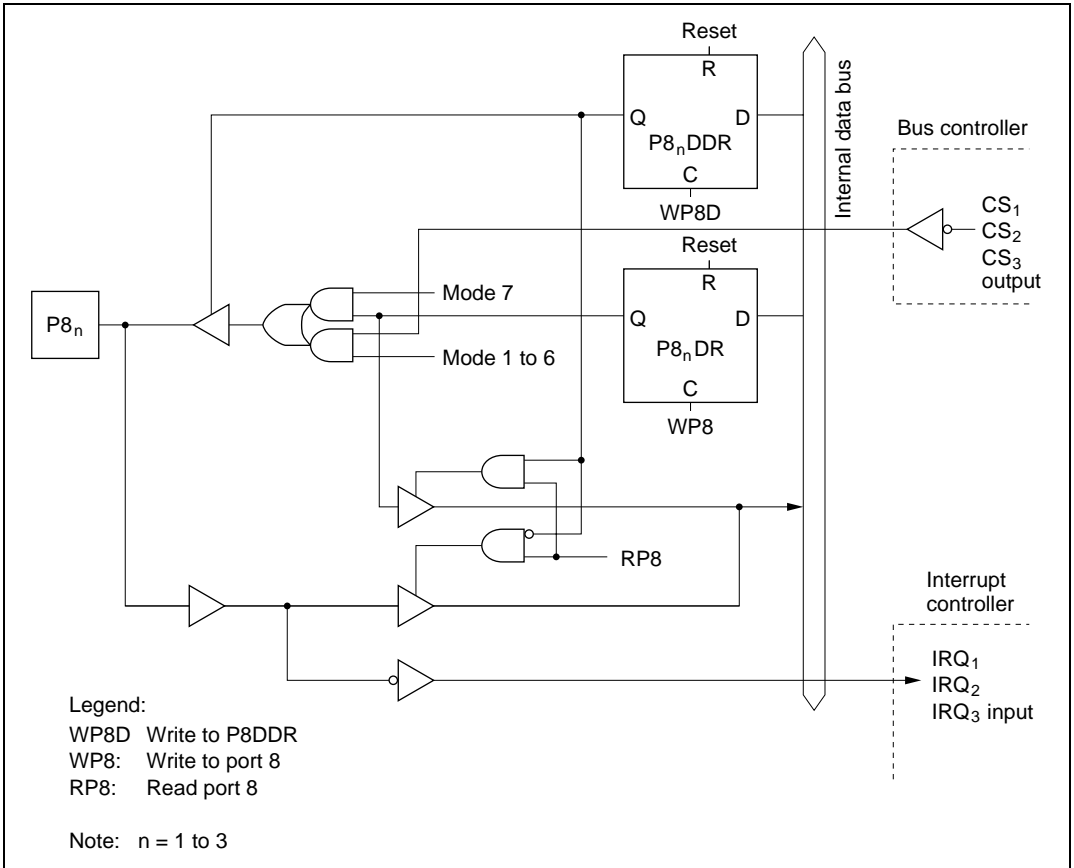 Reset
R
Q
D
P8nDDR
C
WP8D
Internal data bus
Bus controller
CS1
CS2
CS3
output
Reset
R
Q
D
P8nDR
C
WP8
Mode 7
Mode 1 to 6
P8n
RP8
Interrupt
controller
IRQ1
IRQ2
IRQ3 input
Legend:
WP8D Write to P8DDR
WP8: Write to port 8
RP8: Read port 8
Note: n = 1 to 3